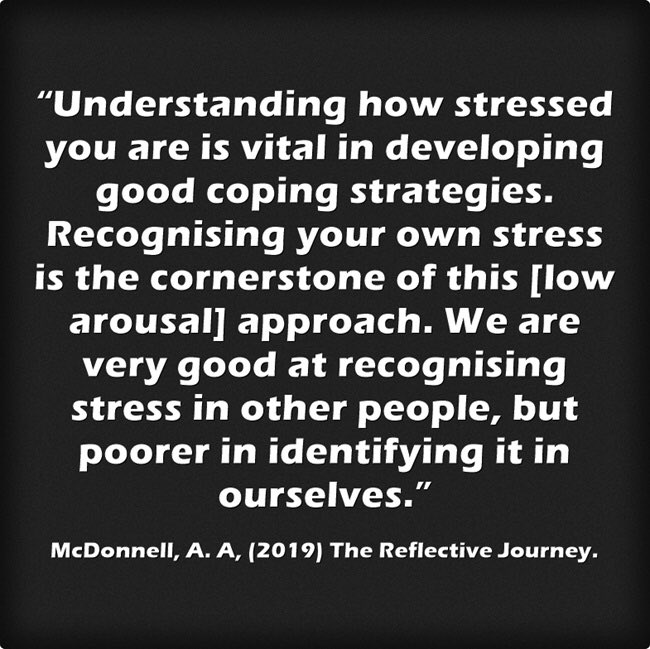 “Understanding how stressed
you are is vital in developing
good coping strategies.
Recognising your own stress
is the cornerstone of this [low
arousal] approach. We are
very good at recognising
stress in other people, but
poorer in identifying it in
ourselves.”
McDonnell, A. A, (2019) The Reflective Journey.